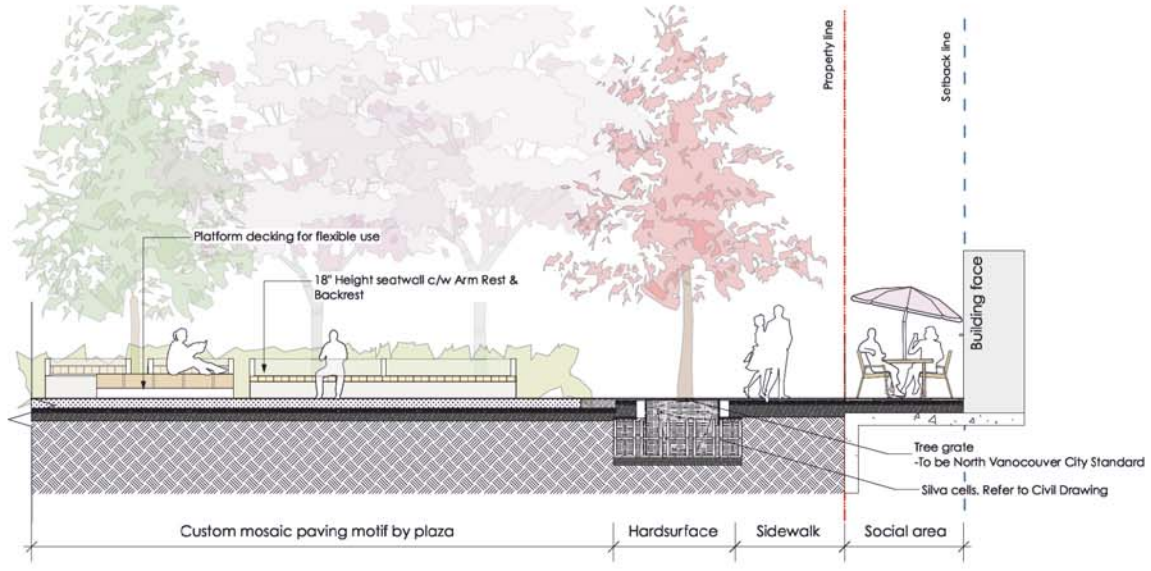 Property line
Setback line
Platform decking for flexible use
18" Height seatwall c/w Arm Rest &
Backrest
Building face
Tree grate
-To be North Vanocouver City Standard
Silva cells, Refer to Civil Drawing
Custom mosaic paving motif by plaza
Hardsurface
Sidewalk
Social area